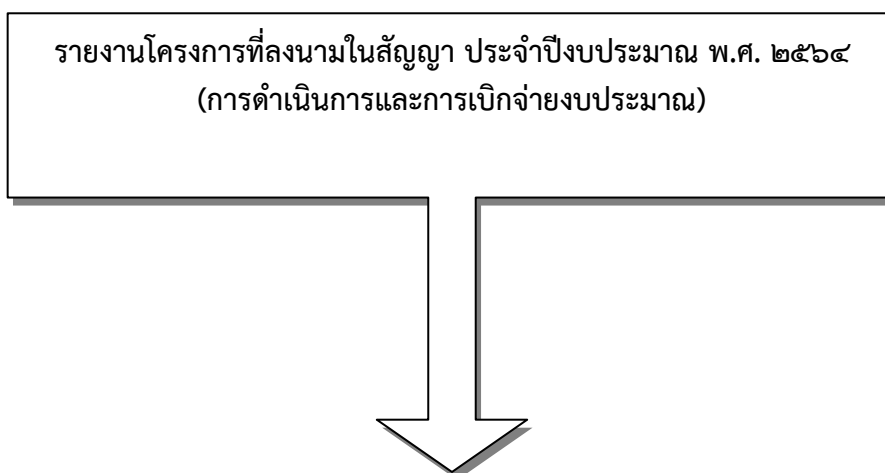 รายงานโครงการที่ลงนามในสัญญา ประจำปีงบประมาณ พ.ศ. ๒๕๖๔
(การดำเนินการและการเบิกจ่ายงบประมาณ)